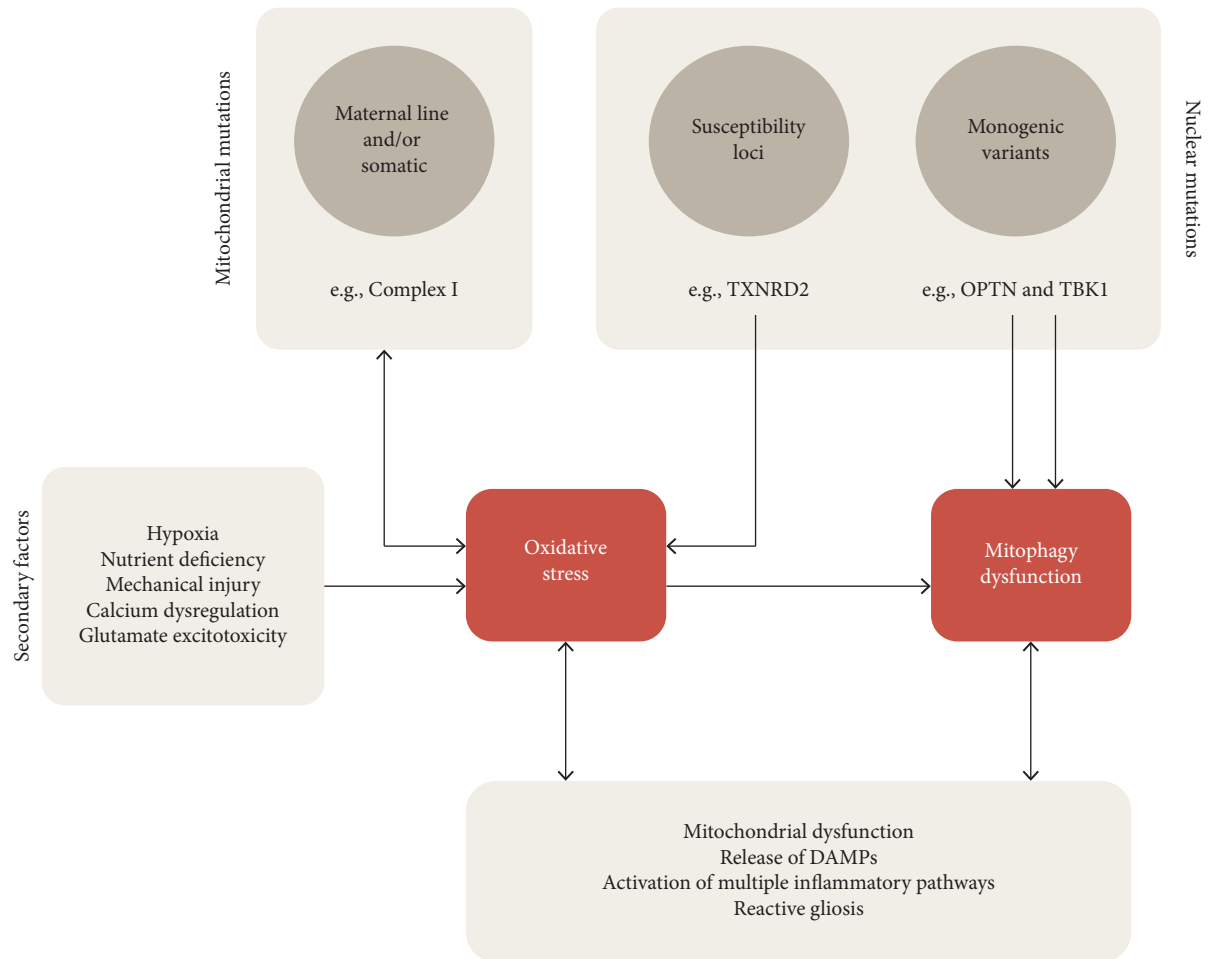 Mitochondrial mutations
Maternal line
and/or
somatic
e.g., Complex I
Susceptibility
loci
e.g., TXNRD2
Monogenic
variants
e.g., OPTN and TBK1
Nuclear mutations
Secondary factors
Hypoxia
Nutrient deficiency
Mechanical injury
Calcium dysregulation
Glutamate excitotoxicity
Oxidative
stress
Mitophagy
dysfunction
Mitochondrial dysfunction
Release of DAMPs
Activation of multiple inflammatory pathways
Reactive gliosis